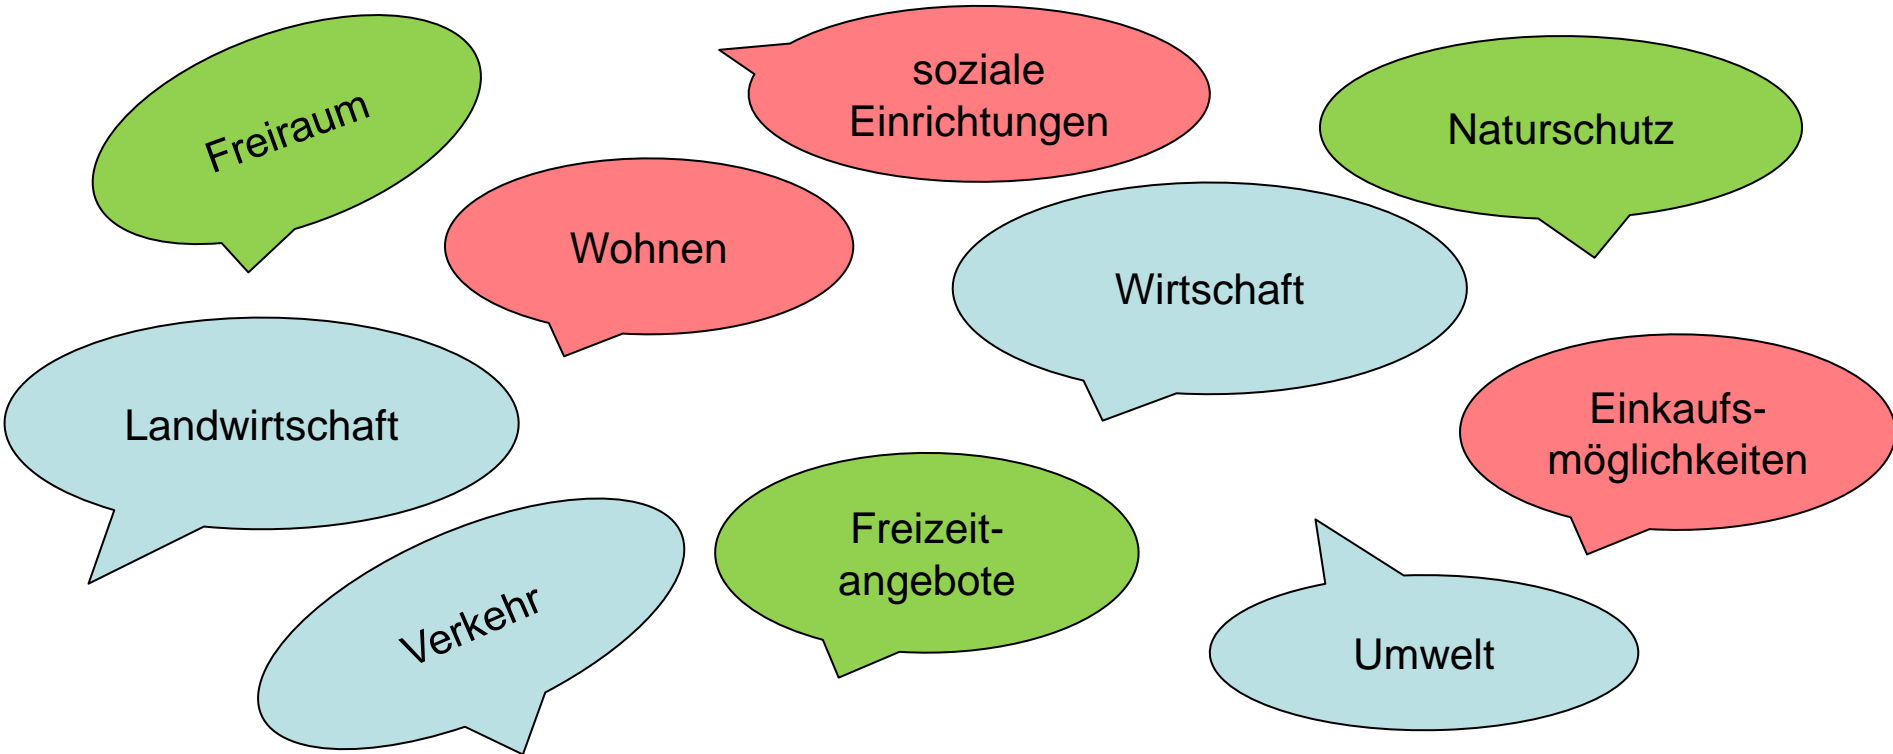 Freiraum
soziale
Einrichtungen
Naturschutz
Wohnen
Wirtschaft
Landwirtschaft
Einkaufs-
möglichkeiten
Freizeit-
angebote
Verkehr
Umwelt